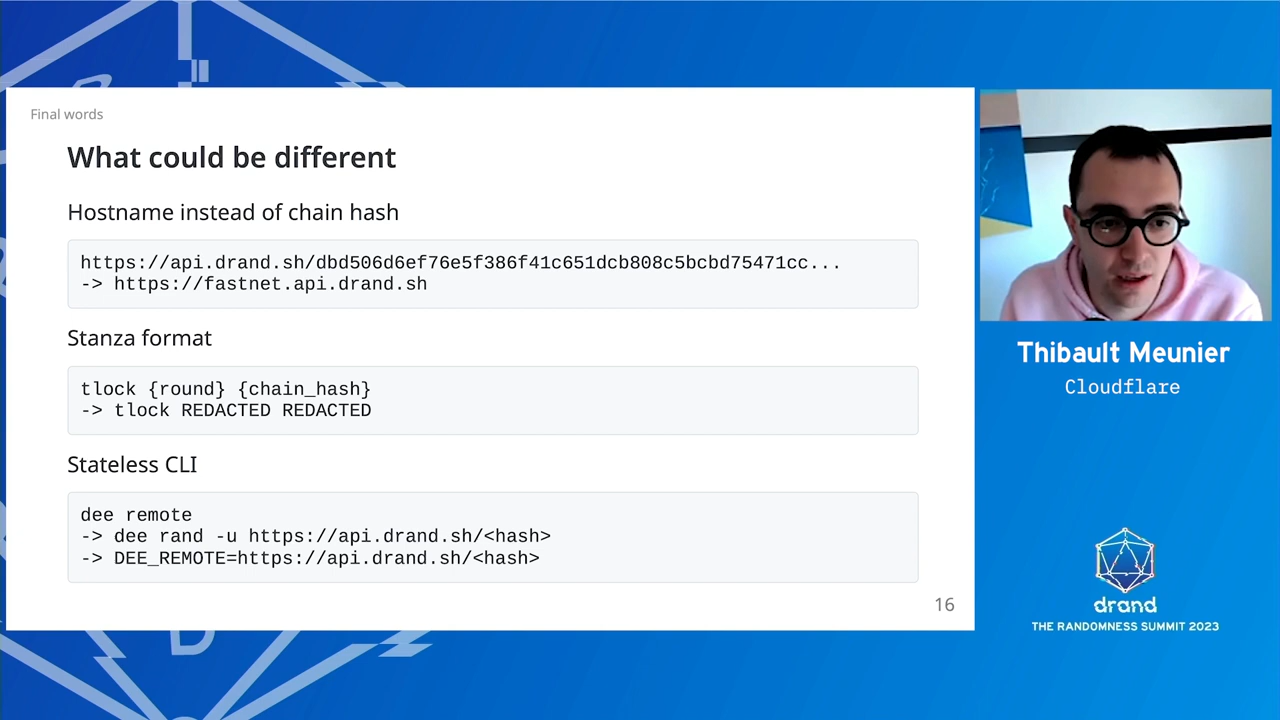 Final words
What could be different
Hostname instead of chain hash
https://api.drand.sh/dbd506d6ef76e5f386f41c651dcb808c5bcbd75471cc...
-> https://fastnet.api.drand.sh
Stanza format
tlock {round} {chain_hash}
-> tlock REDACTED REDACTED
Stateless CLI
dee remote
-> dee rand -u https://api.drand.sh/<hash>
-> DEE_REMOTE=https://api.drand.sh/<hash>
16
Thibault Meunier
Cloudflare
drand
THE RANDOMNESS SUMMIT 2023